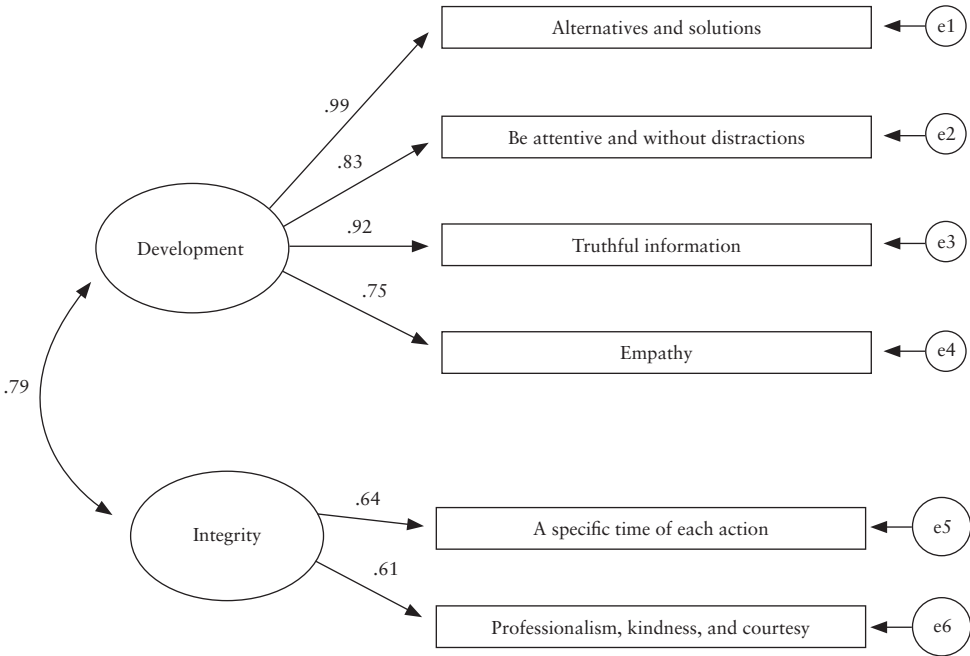 Alternatives and solutions
e1
.99
Be attentive and without distractions
e2
.83
Development
.92
Truthful information
e3
.75
Empathy
e4
.79
Integrity
.64
A specific time of each action
e5
.61
Professionalism, kindness, and courtesy
e6